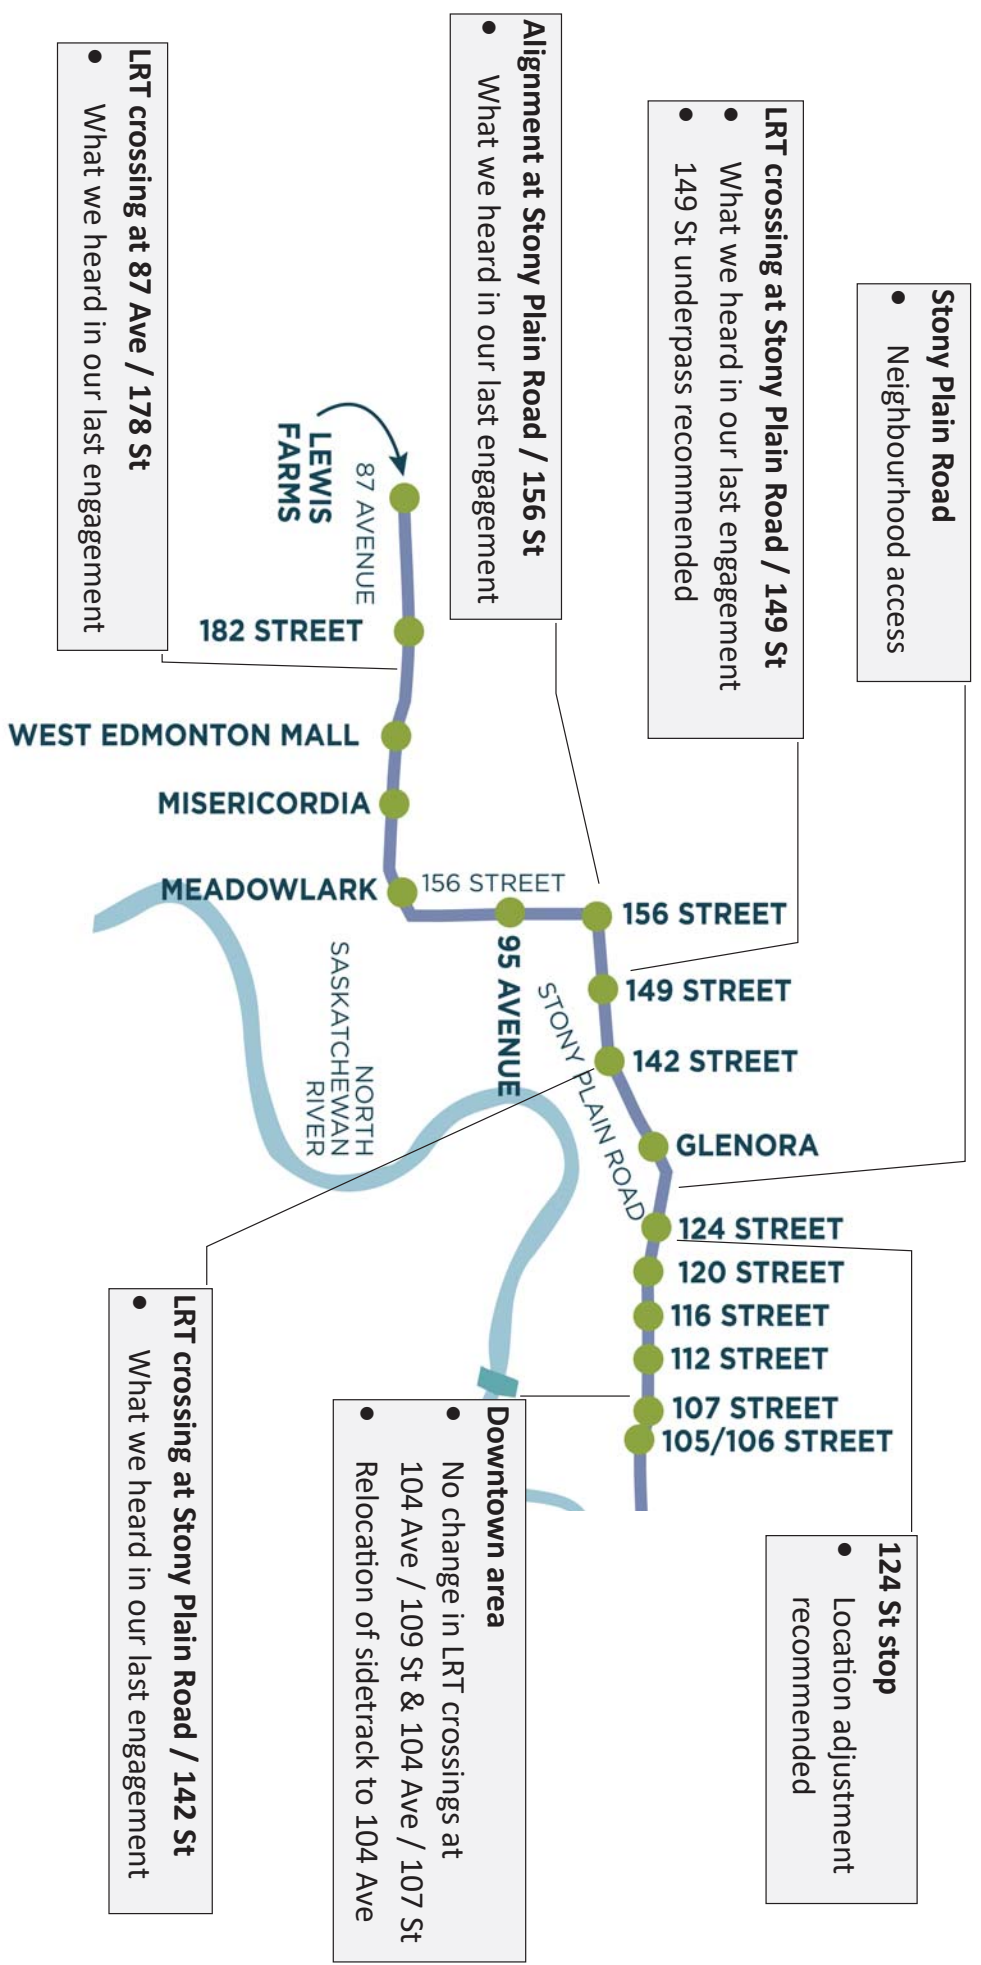 Stony Plain Road
• Neighbourhood access
LRT crossing at Stony Plain Road / 149 St
• What we heard in our last engagement
• 149 St underpass recommended
Alignment at Stony Plain Road / 156 St
• What we heard in our last engagement
LRT crossing at 87 Ave / 178 St
• What we heard in our last engagement
124 St stop
• Location adjustment
recommended
Downtown area
• No change in LRT crossings at
104 Ave / 109 St & 104 Ave / 107 St
• Relocation of sidetrack to 104 Ave
LRT crossing at Stony Plain Road / 142 St
• What we heard in our last engagement
LEWIS
FARMS
87 AVENUE
182 STREET
WEST EDMONTON MALL
MISERICORDIA
MEADOWLARK
156 STREET
95 AVENUE
156 STREET
149 STREET
142 STREET
STONY PLAIN ROAD
GLENORA
124 STREET
120 STREET
116 STREET
112 STREET
107 STREET
105/106 STREET
NORTH
SASKATCHEWAN
RIVER